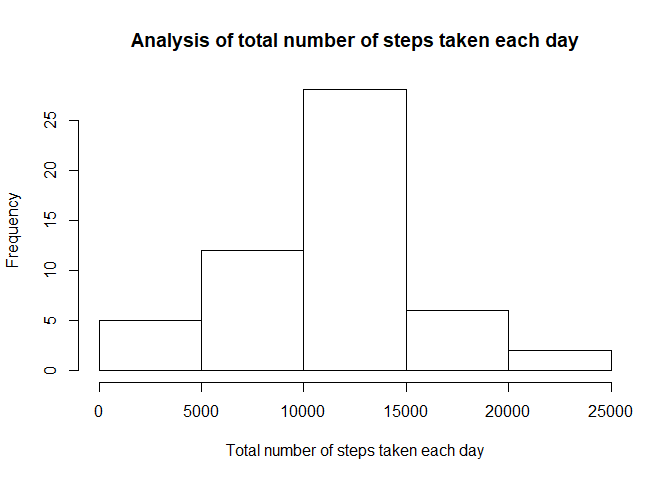 Analysis of total number of steps taken each day
Frequency
25
20
15
10
5
0
0 5000 10000 15000 20000 25000
Total number of steps taken each day